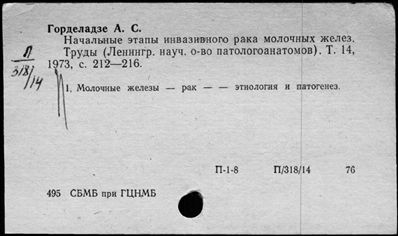 Горделадзе А. С.
Начальные этапы инвазивного рака молочных желез.
Труды (Ленингр. науч. о-во патологоанатомов). Т. 14,
1973, с. 212—216.
П
318/14
1. Молочные железы — рак — — этнология и патогенез.
П-1-8 П/318/14 76
495 СБМБ при ГЦНМБ